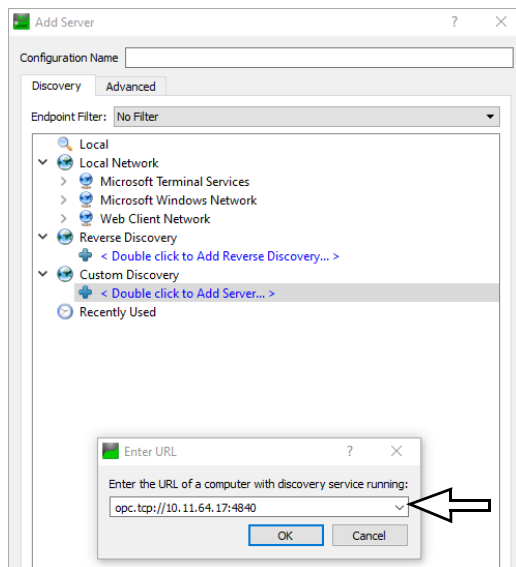 Add Server
Configuration Name
Discovery Advanced
Endpoint Filter: No Filter
Local
Local Network
Microsoft Terminal Services
Microsoft Windows Network
Web Client Network
Reverse Discovery
< Double click to Add Reverse Discovery... >
Custom Discovery
< Double click to Add Server... >
Recently Used
Enter URL
Enter the URL of a computer with discovery service running:
opc.tcp://10.11.64.17:4840
OK Cancel